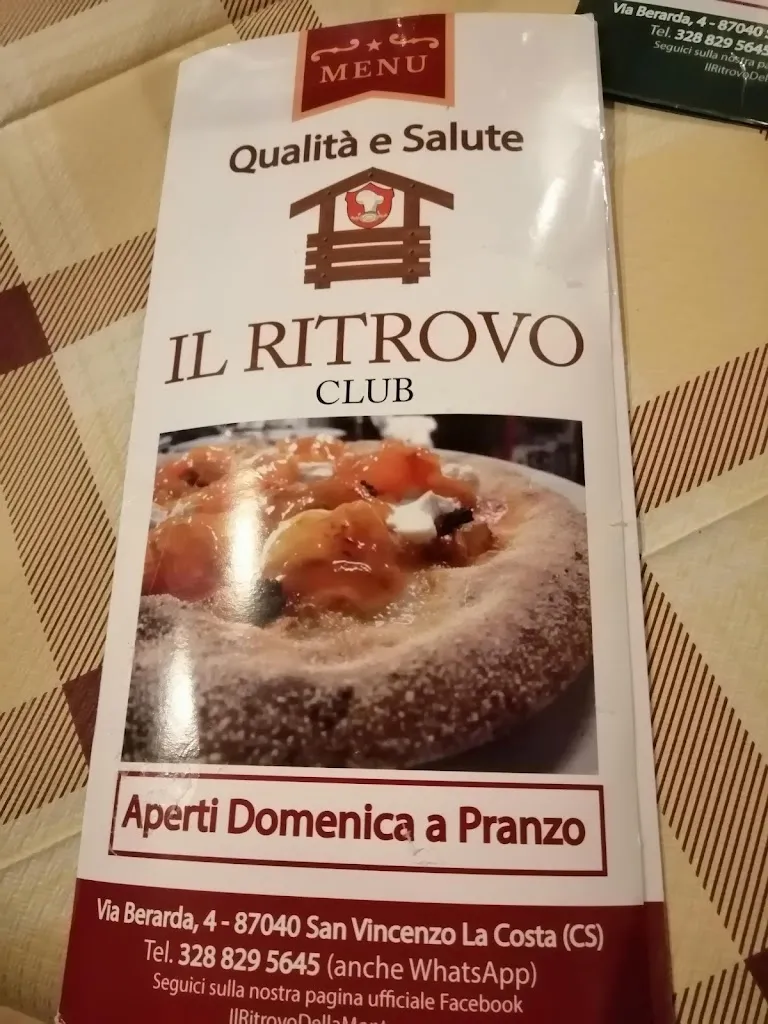 MENU
Qualità e Salute
IL RITROVO
CLUB
Aperti Domenica a Pranzo
Via Berarda, 4 - 87040 San Vincenzo La Costa (CS)
Tel. 328 829 5645 (anche WhatsApp)
Seguici sulla nostra pagina ufficiale Facebook
Via Berarda, 4 - 87040
Tel. 328 829 5645
Seguici sulla nostra